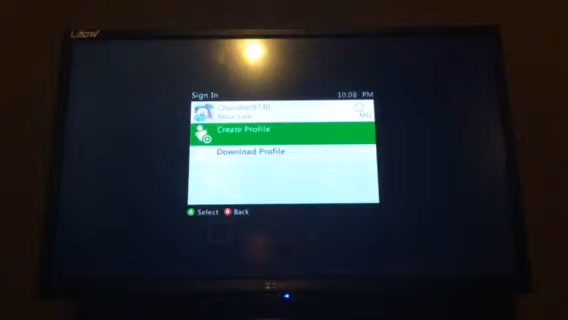 Sign In 10:08 PM
Create Profile
Download Profile
A Select B Back